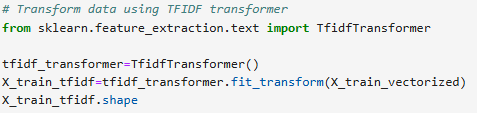 # Transform data using TFIDF transformer
from sklearn.feature_extraction.text import TfidfTransformer

tfidf_transformer=TfidfTransformer()
X_train_tfidf=tfidf_transformer.fit_transform(X_train_vectorized)
X_train_tfidf.shape